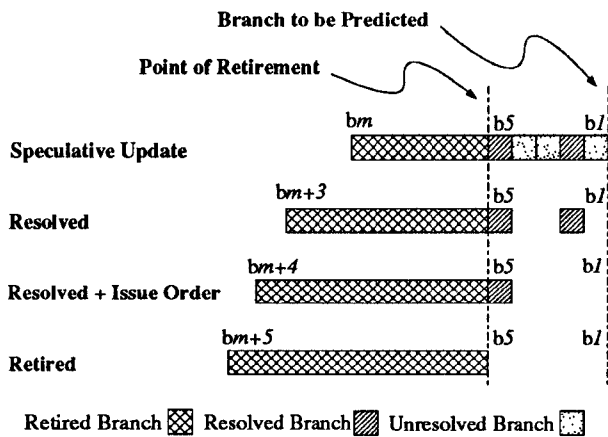 Branch to be Predicted
Point of Retirement
bm b5 b1
Speculative Update
bm+3 b5 b1
Resolved
bm+4 b5 b1
Resolved + Issue Order
bm+5 b5 b1
Retired
Retired Branch Resolved Branch Unresolved Branch